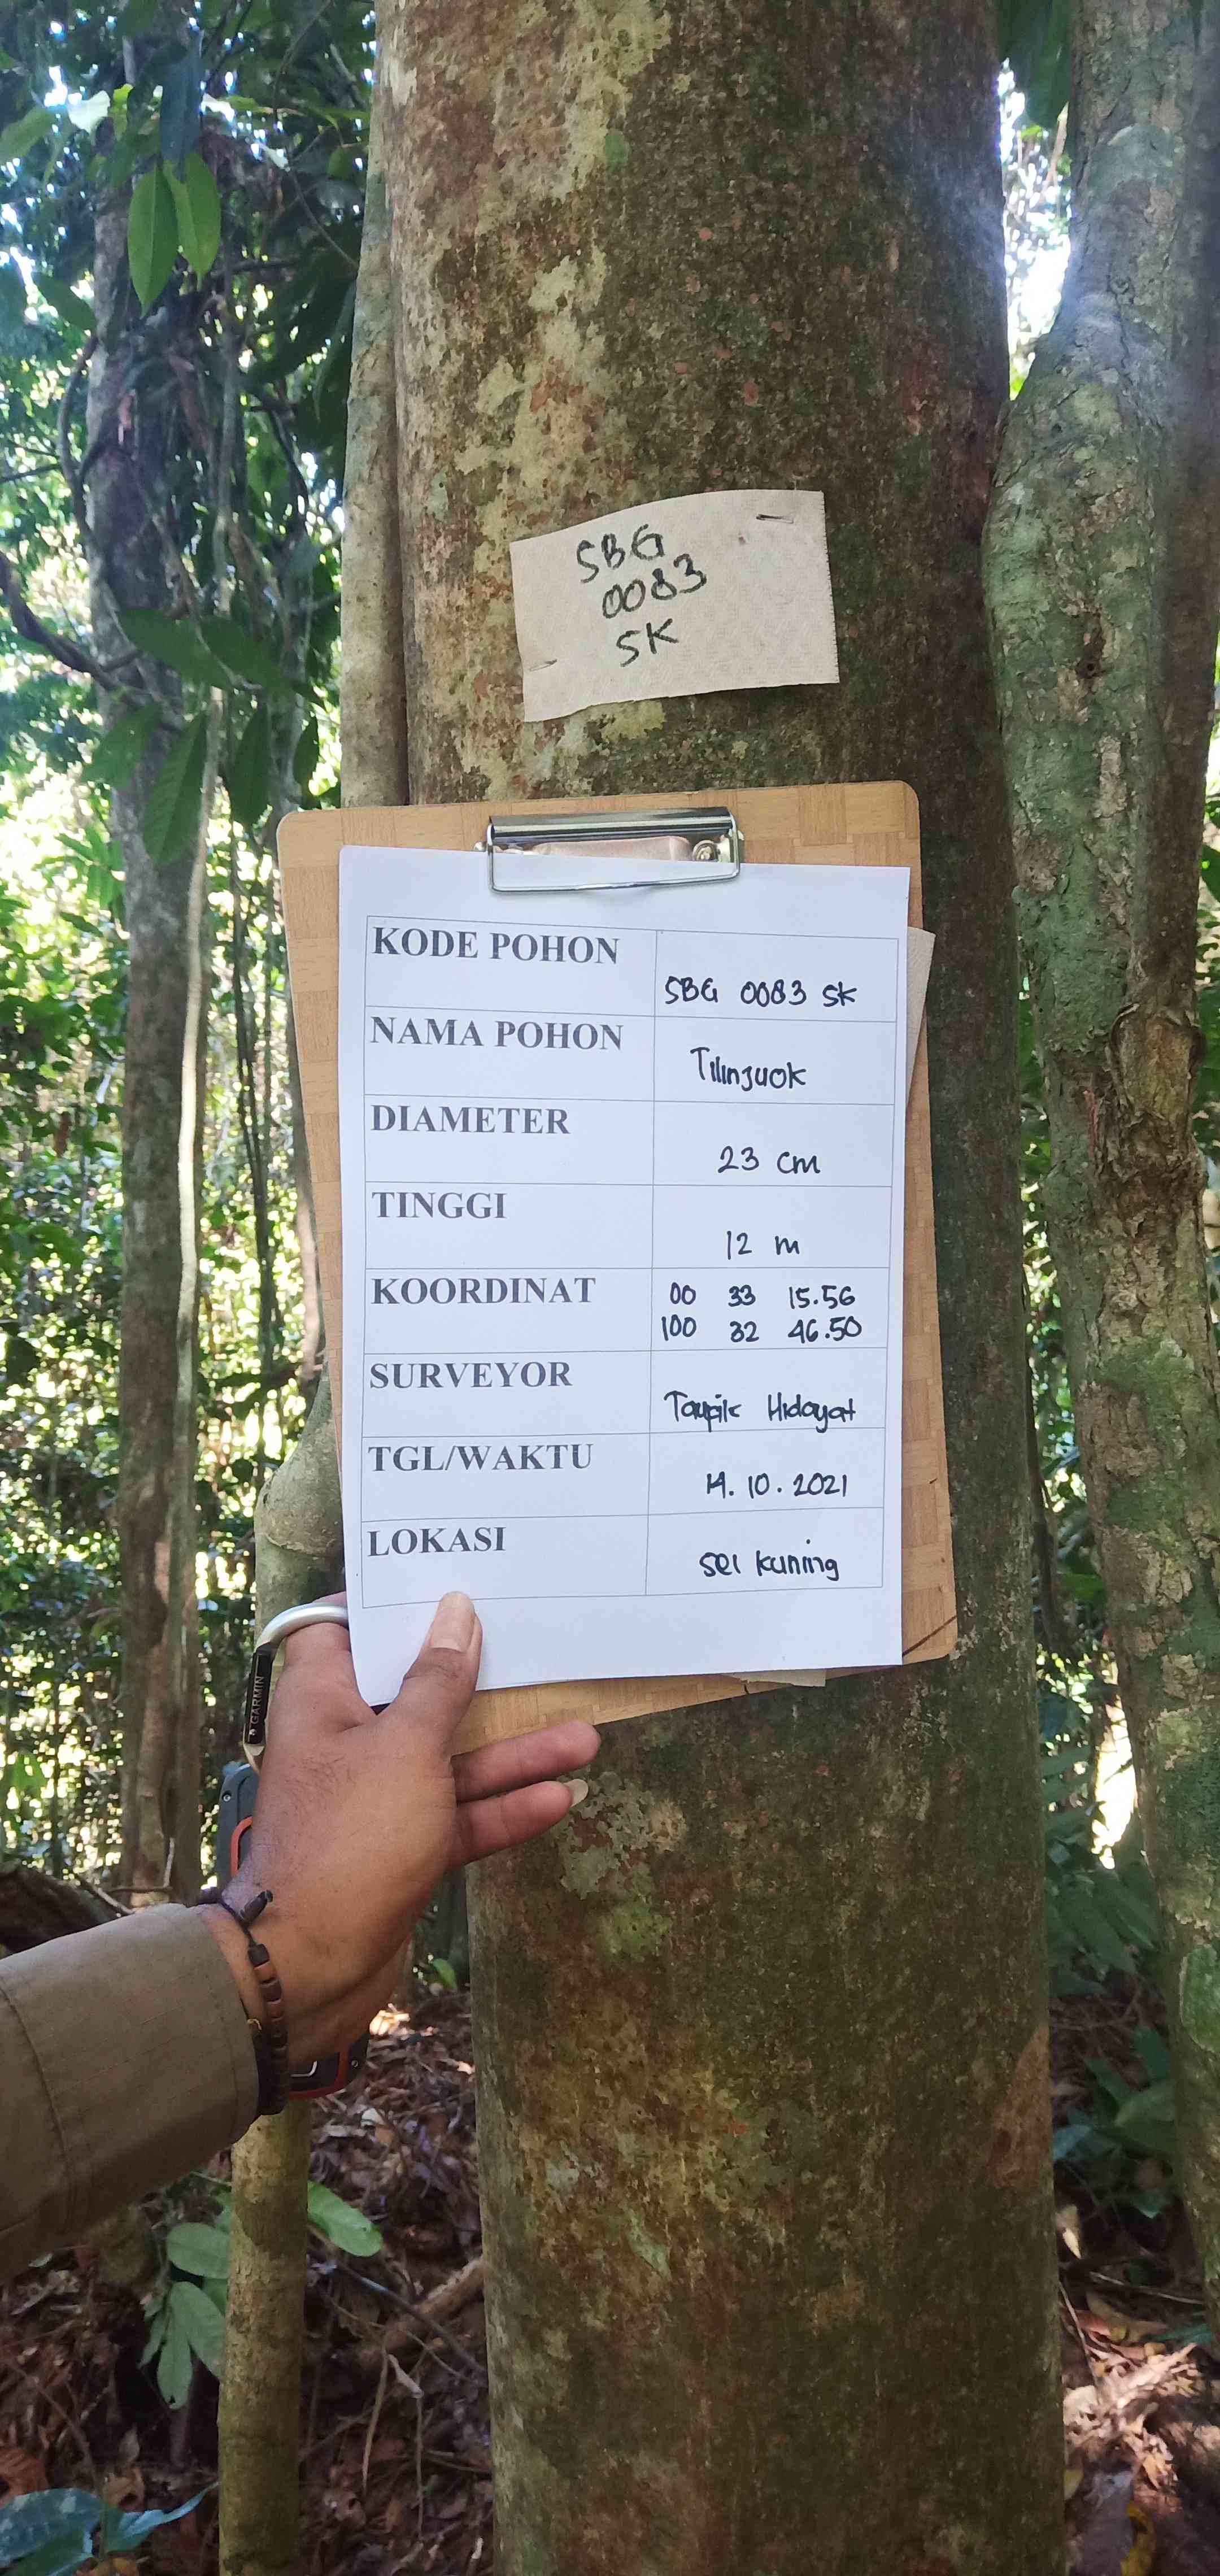 SBG
0083
SK
KODE POHON
SBG 0083 SK
NAMA POHON
Tilinjuok
DIAMETER
23 cm
TINGGI
12 m
KOORDINAT
00 33 15.56
100 32 46.50
SURVEYOR
Taupik Hidayat
TGL/WAKTU
14.10.2021
LOKASI
sei kuning
GARMIN